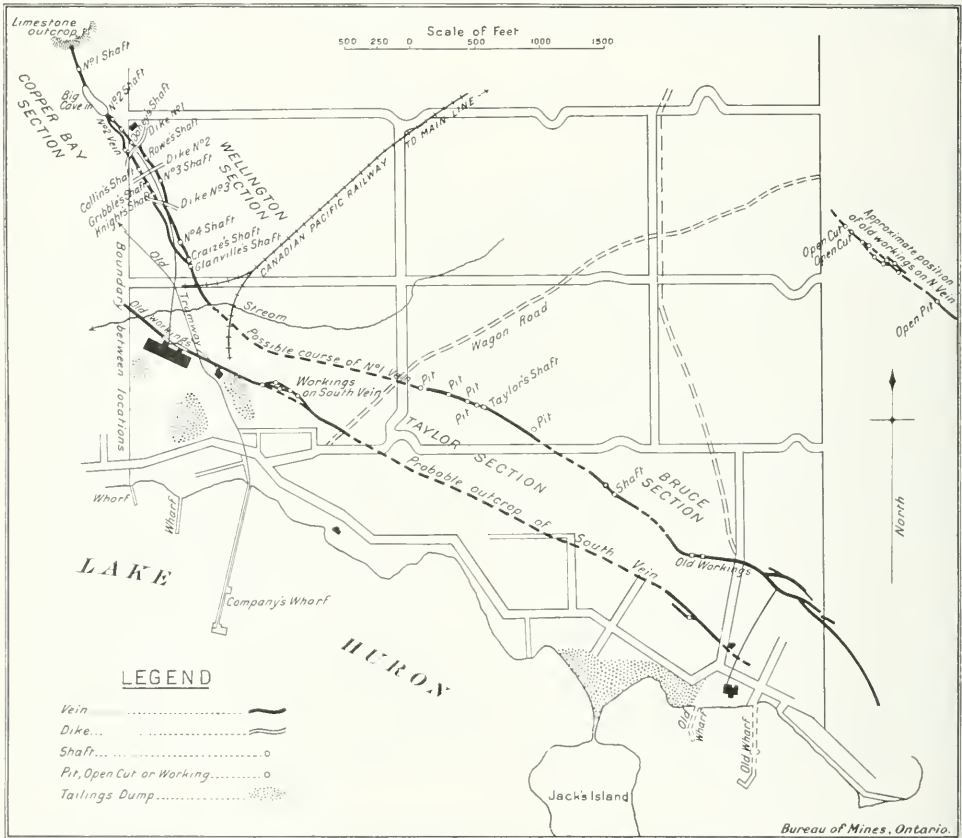 Limestone
outcrop
Scale of Feet
500 250 0 500 1000 1500
Nº1 Shaft
COPPER BAY
SECTION
Big
Cave in
Nº2 Shaft
Dike Nº1
Nº2 Vein
Rowe's Shaft
Dike Nº2
Nº3 Shaft
Collin's Shaft
Gribble's Shaft
Knight's Shaft
Dike Nº3
WELLINGTON
SECTION
Nº4 Shaft
Craize's Shaft
Glanville's Shaft
CANADIAN PACIFIC RAILWAY
TO MAIN LINE
Boundary between locations
Old Tramway
Old Workings
Stream
Possible course of Nº1 Vein
Wagon Road
Workings
on South Vein
Pit
Pit
Pit
Pit
Taylor's Shaft
Pit
TAYLOR SECTION
Probable outcrop of South Vein
BRUCE
SECTION
Shaft
Old Workings
Approximate position
of old workings on N Vein
Open Cut
Open Cut
Open Pit
North
Wharf
Wharf
Company's Wharf
LAKE
HURON
Old
Wharf
Old Wharf
Jack's Island
LEGEND
Vein
Dike
Shaft
Pit, Open Cut or Working
Tailings Dump
Bureau of Mines, Ontario.